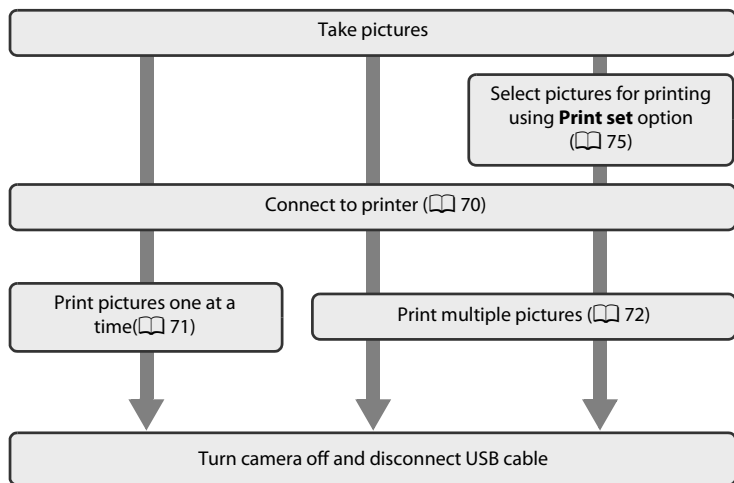 Take pictures
Select pictures for printing
using Print set option
(75)
Connect to printer (70)
Print pictures one at a
time(71)
Print multiple pictures (72)
Turn camera off and disconnect USB cable